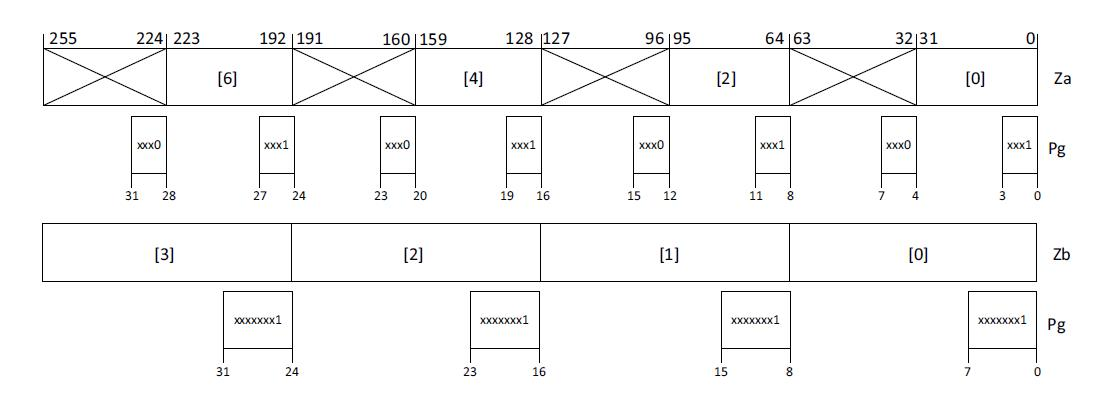 255 224 223 192 191 160 159 128 127 96 95 64 63 32 31 0
[6] [4] [2] [0] Za
xxx0 xxx1 xxx0 xxx1 xxx0 xxx1 xxx0 xxx1 Pg
31 28 27 24 23 20 19 16 15 12 11 8 7 4 3 0
[3] [2] [1] [0] Zb
xxxxxxx1 xxxxxxx1 xxxxxxx1 xxxxxxx1 Pg
31 24 23 16 15 8 7 0